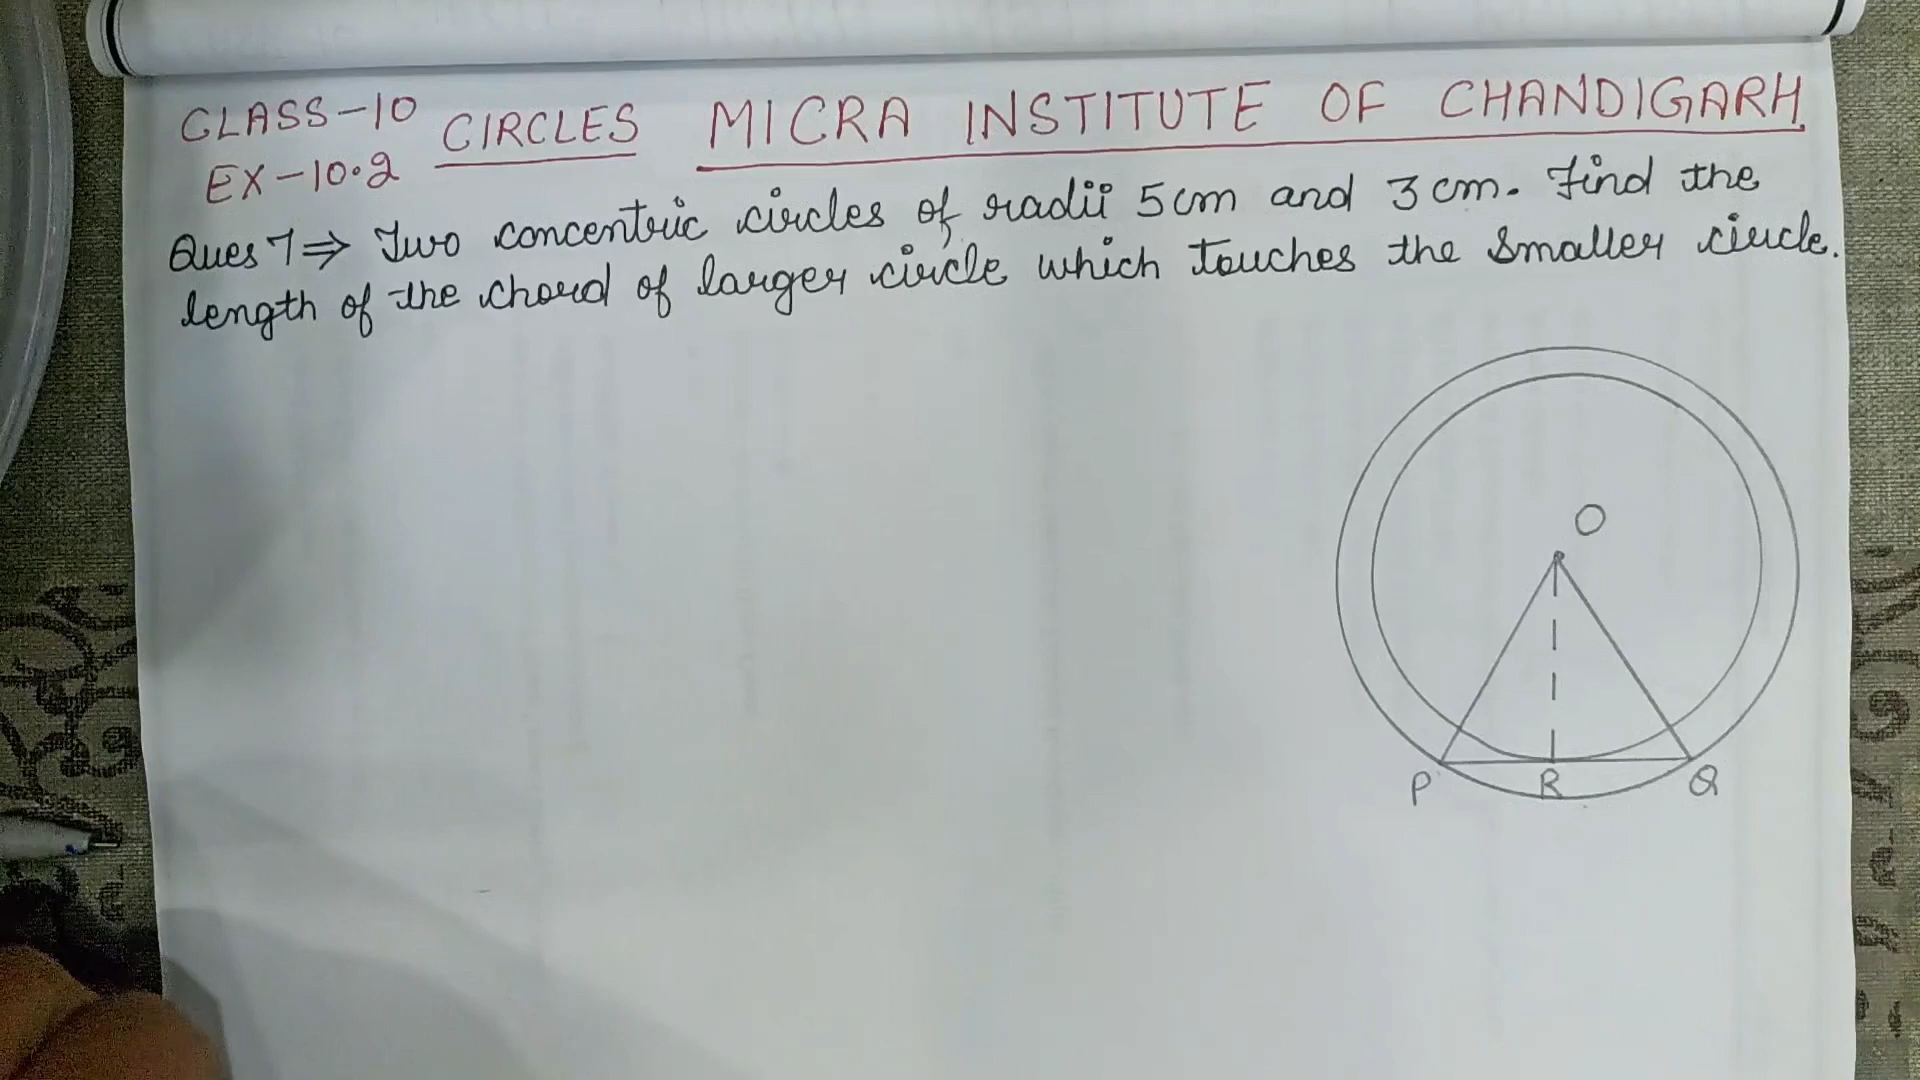 CLASS-10 CIRCLES MICRA INSTITUTE OF CHANDIGARH
EX-10.2
Ques 7⇒ Two concentric circles of radii 5cm and 3cm. Find the
length of the chord of larger circle which touches the smaller circle.
O
P R Q